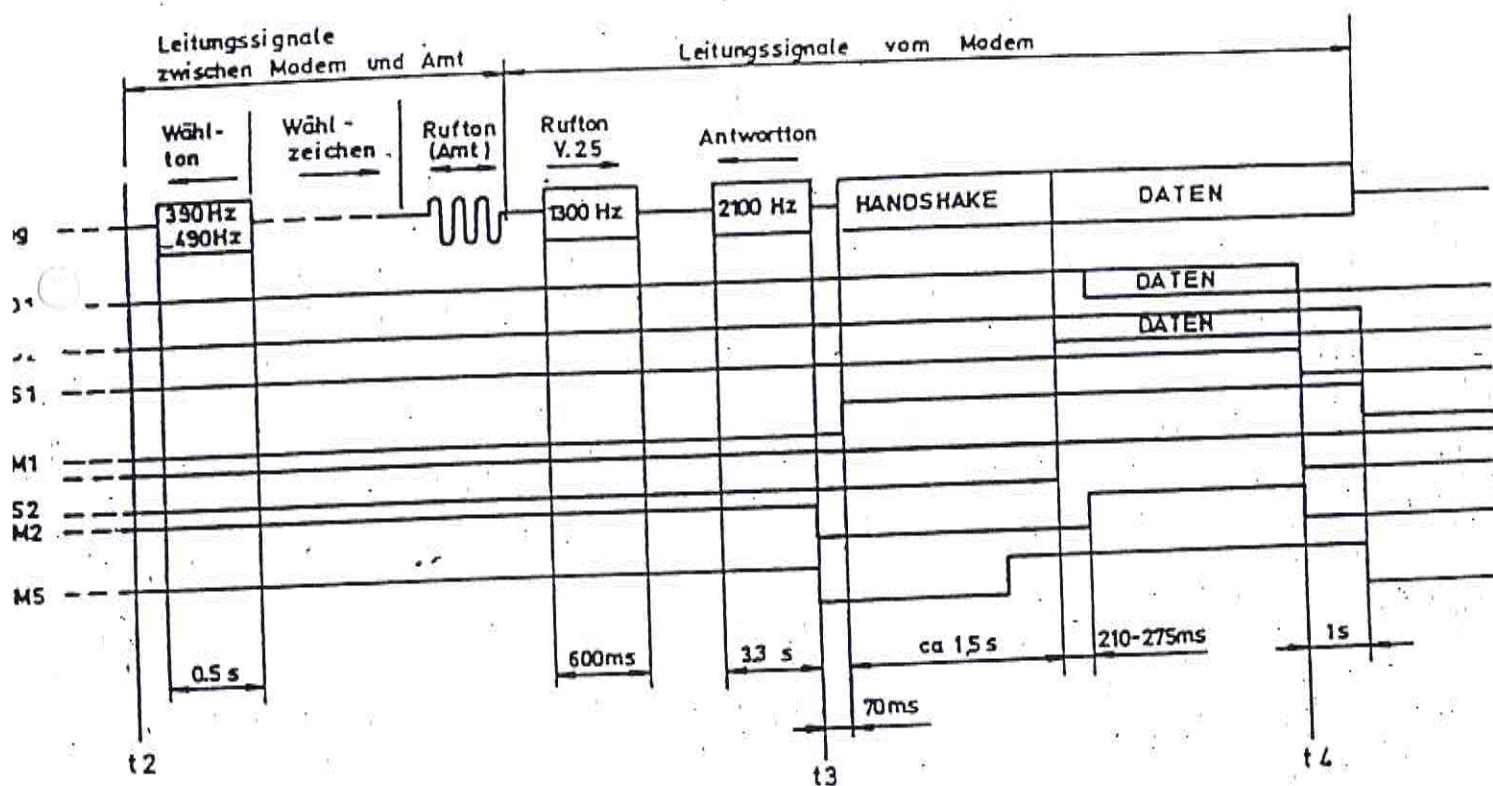 Leitungssignale
zwischen Modem und Amt
Leitungssignale vom Modem
Wähl-
ton
Wähl-
zeichen
Rufton
(Amt)
Rufton
V.25
Antwortton
390Hz
490Hz
1300 Hz
2100 Hz
HANDSHAKE
DATEN
DATEN
DATEN
S1
M1
S2
M2
M5
0.5 s
600ms
3.3 s
ca 1,5 s
210-275ms
1s
70ms
t2
t3
t4